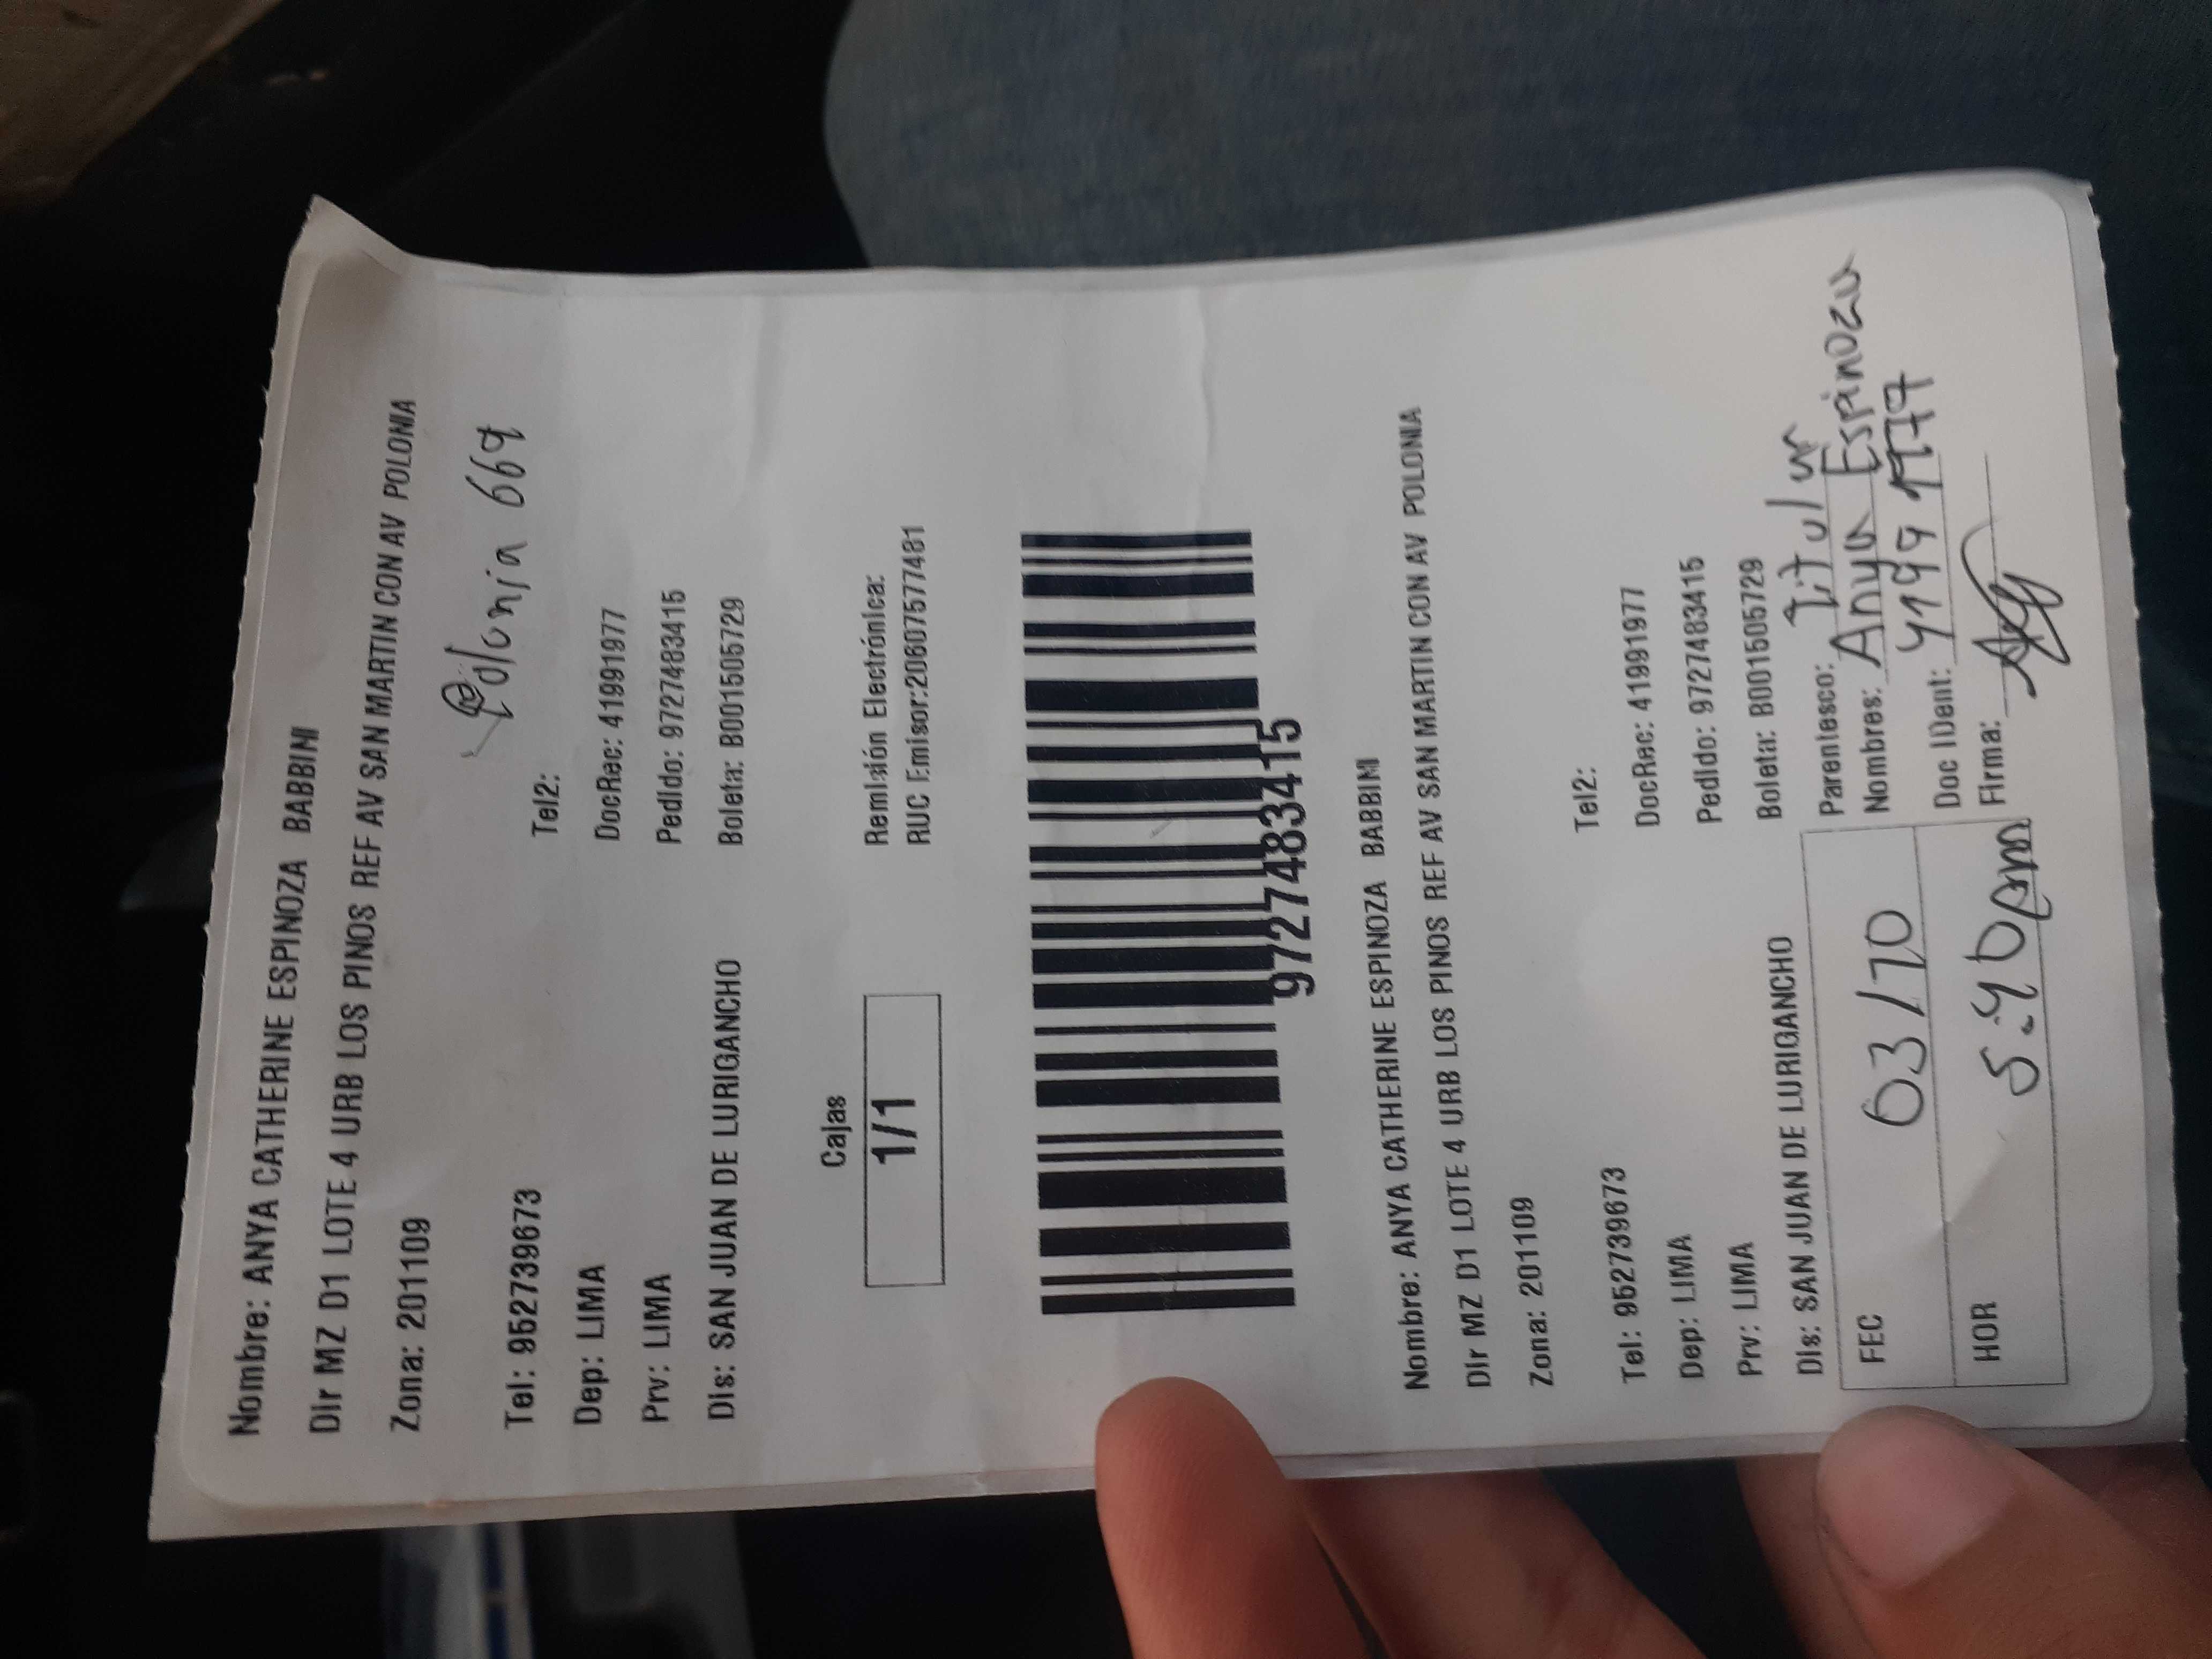 Nombre: ANYA CATHERINE ESPINOZA BABBINI
Dir MZ D1 LOTE 4 URB LOS PINOS REF AV SAN MARTIN CON AV POLONIA
Zona: 201109
Polonia 669
Tel: 952739673 Tel2:
Dep: LIMA DocRec: 41991977
Prv: LIMA Pedido: 9727483415
Dis: SAN JUAN DE LURIGANCHO Boleta: B001505729
Cajas
1/1
Remisión Electrónica:
RUC Emisor:20607577481
9727483415
Nombre: ANYA CATHERINE ESPINOZA BABBINI
Dir MZ D1 LOTE 4 URB LOS PINOS REF AV SAN MARTIN CON AV POLONIA
Zona: 201109
Tel: 952739673 Tel2:
Dep: LIMA DocRec: 41991977
Prv: LIMA Pedido: 9727483415
Dis: SAN JUAN DE LURIGANCHO Boleta: B001505729
FEC 03/10
HOR 5:40pm
Parentesco: Titular
Nombres: Anya Espinoza
Doc IDent:
Firma: